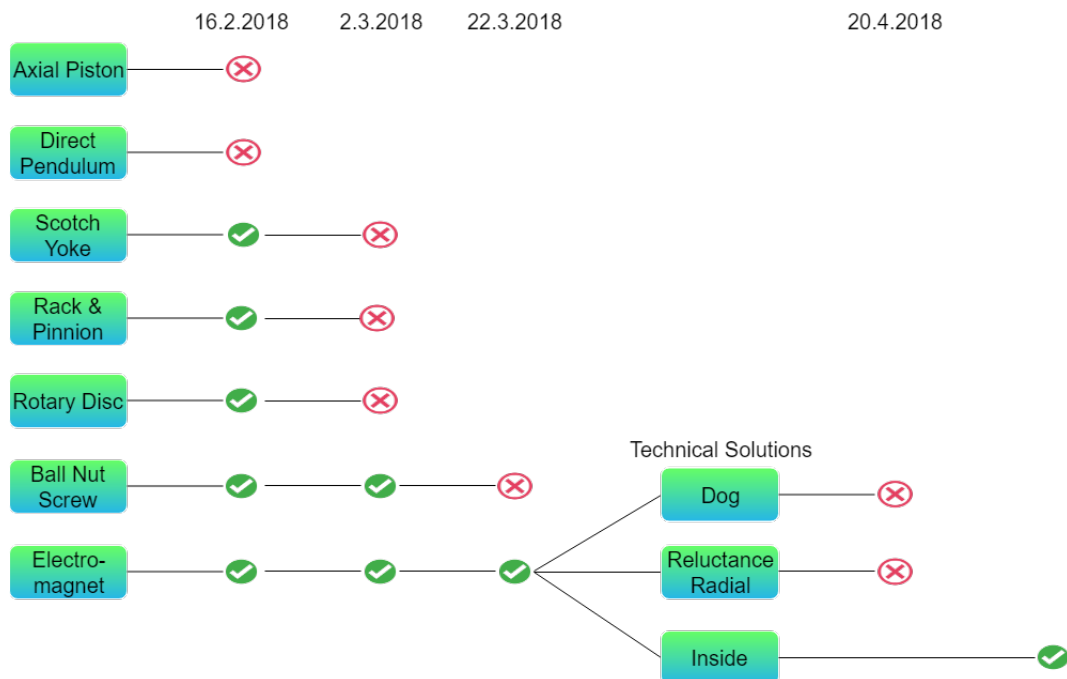 16.2.2018 2.3.2018 22.3.2018 20.4.2018
Axial Piston
Direct
Pendulum
Scotch
Yoke
Rack &
Pinnion
Rotary Disc
Ball Nut
Screw
Electro-
magnet
Technical Solutions
Dog
Reluctance
Radial
Inside